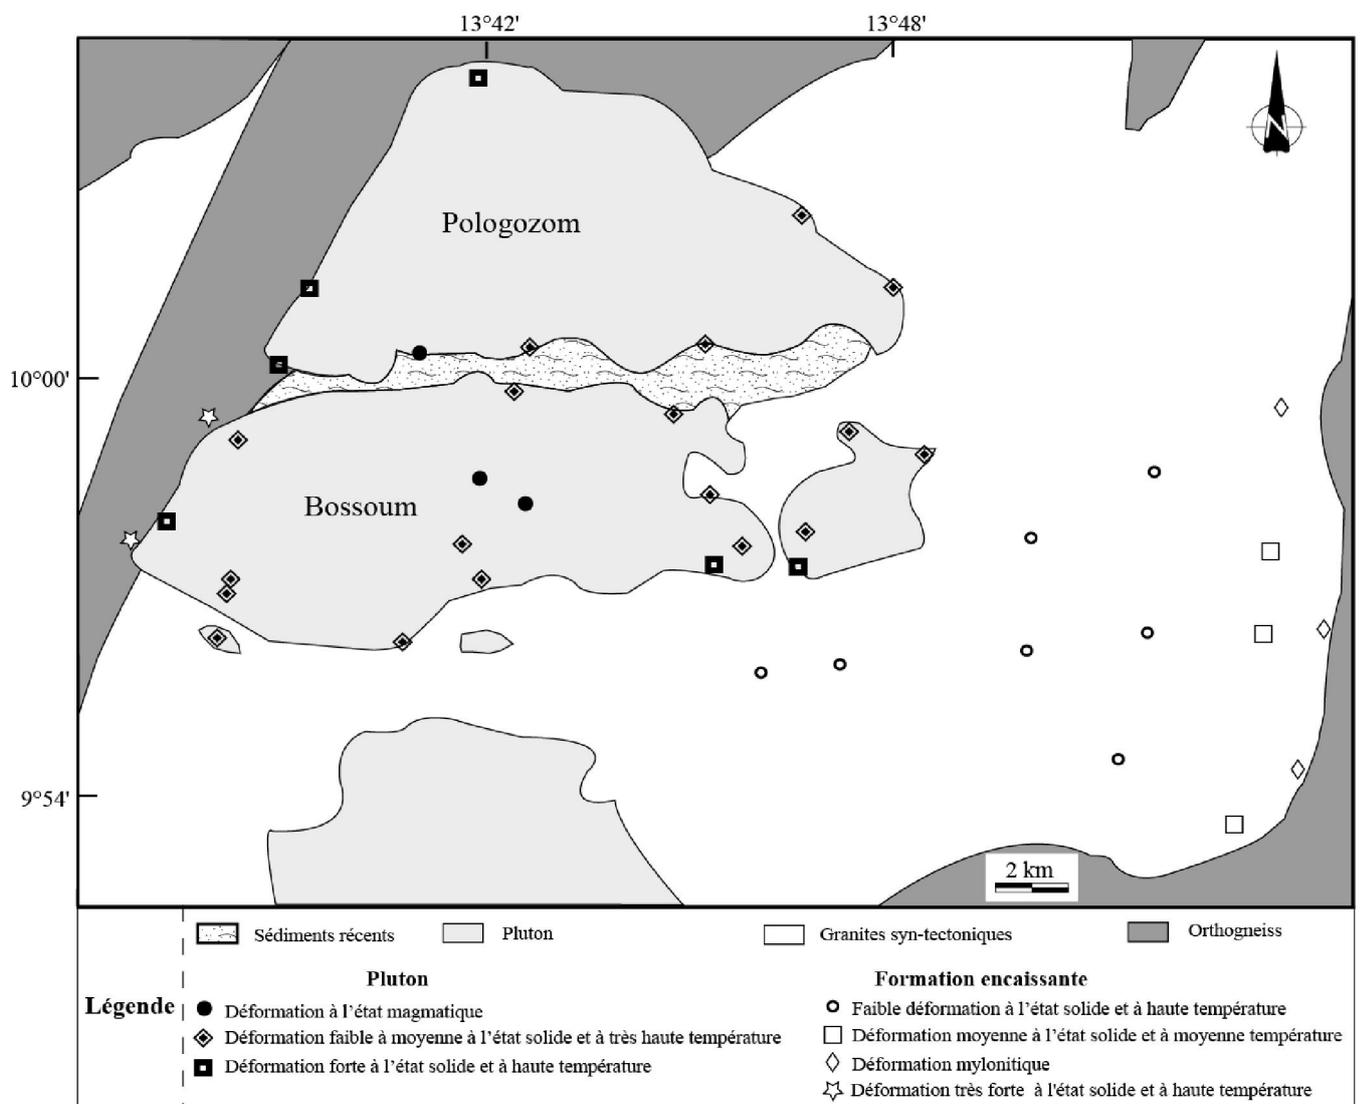 13°42'
13°48'
N
Pologozom
10°00'
Bossoum
9°54'
2 km
Sédiments récents
Pluton
Granites syn-tectoniques
Orthogneiss
Légende
Pluton
Déformation à l'état magmatique
Déformation faible à moyenne à l'état solide et à très haute température
Déformation forte à l'état solide et à haute température
Formation encaissante
Faible déformation à l'état solide et à haute température
Déformation moyenne à l'état solide et à moyenne température
Déformation mylonitique
Déformation très forte à l'état solide et à haute température